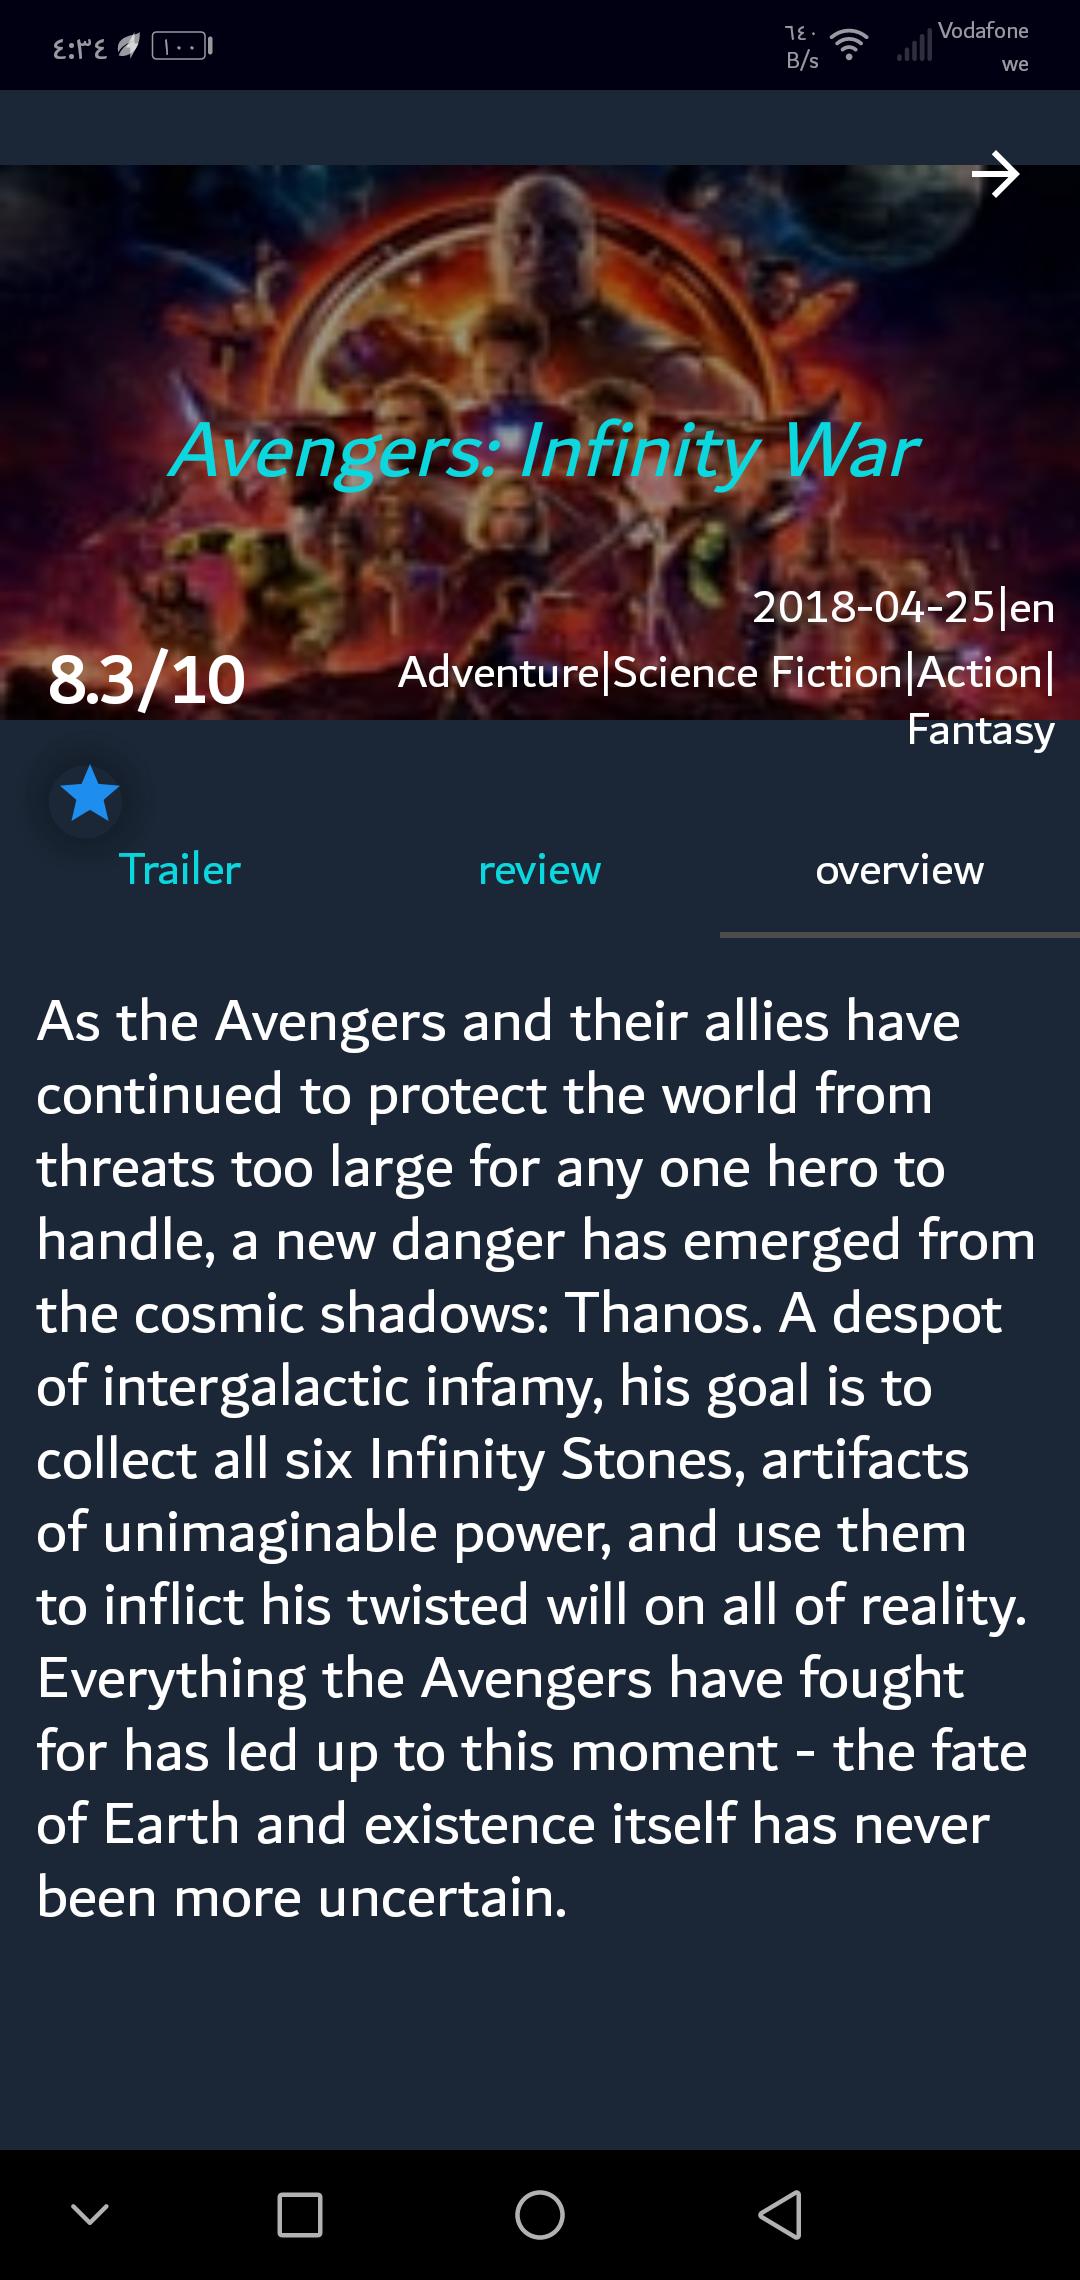 ٤:٣٤
١٠٠
٦٤٠
B/s
Vodafone
we
Avengers: Infinity War
2018-04-25|en
8.3/10
Adventure|Science Fiction|Action|
Fantasy
Trailer
review
overview
As the Avengers and their allies have
continued to protect the world from
threats too large for any one hero to
handle, a new danger has emerged from
the cosmic shadows: Thanos. A despot
of intergalactic infamy, his goal is to
collect all six Infinity Stones, artifacts
of unimaginable power, and use them
to inflict his twisted will on all of reality.
Everything the Avengers have fought
for has led up to this moment - the fate
of Earth and existence itself has never
been more uncertain.